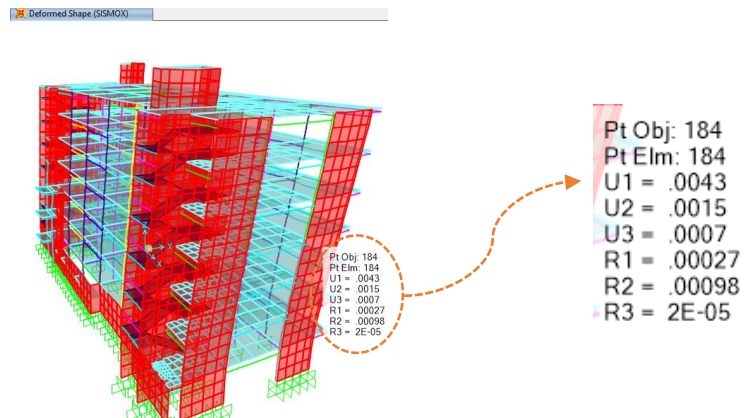 Deformed Shape (SISMOX)
Pt Obj: 184
Pt Elm: 184
U1 = .0043
U2 = .0015
U3 = .0007
R1 = .00027
R2 = .00098
R3 = 2E-05
Pt Obj: 184
Pt Elm: 184
U1 = .0043
U2 = .0015
U3 = .0007
R1 = .00027
R2 = .00098
R3 = 2E-05